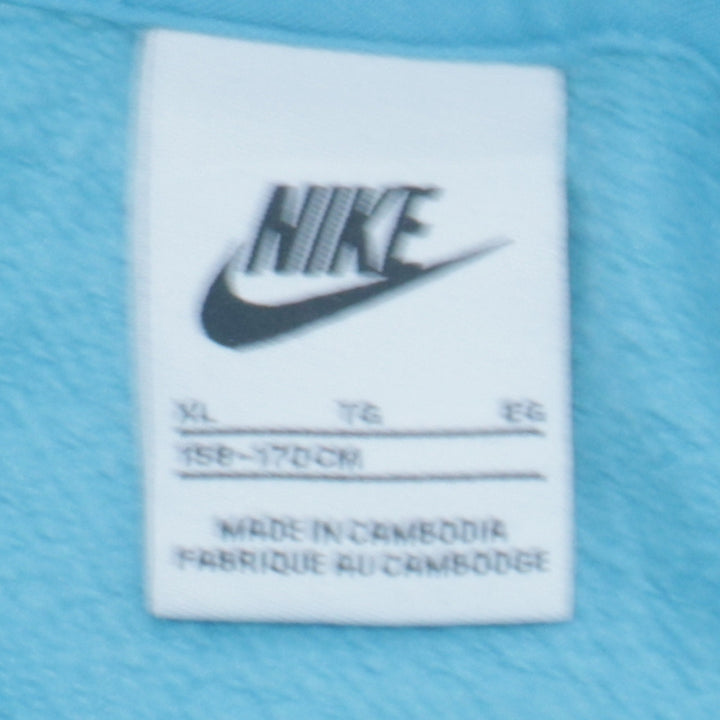 NIKE
XL TG EG
158-170CM
MADE IN CAMBODIA
FABRIQUE AU CAMBODGE